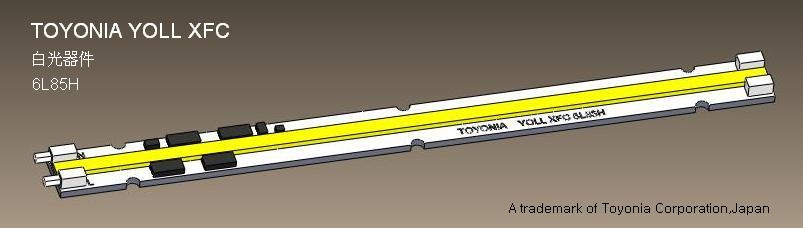 TOYONIA YOLL XFC
白光器件
6L85H
N
L
TOYONIA YOLL XFC 6L85H
A trademark of Toyonia Corporation,Japan